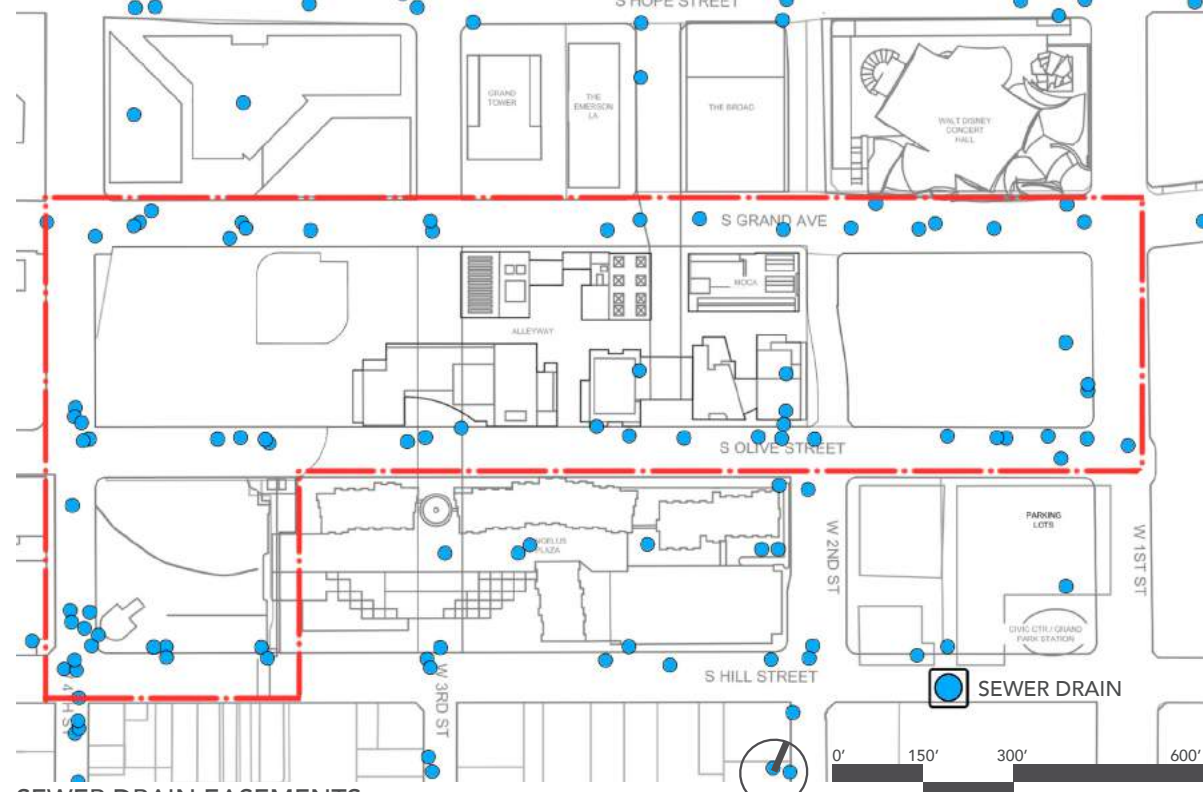 S HOPE STREET
GRAND
TOWER
THE
EMERSON
LA
THE BROAD
WALT DISNEY
CONCERT
HALL
S GRAND AVE
MOCA
ALLEYWAY
S OLIVE STREET
PARKING
LOTS
W 2ND ST
W 1ST ST
PLAZA
CIVIC CTR / GRAND
PARK STATION
S HILL STREET
W 3RD ST
SEWER DRAIN
0' 150' 300' 600'
SEWER DRAIN EASEMENTS